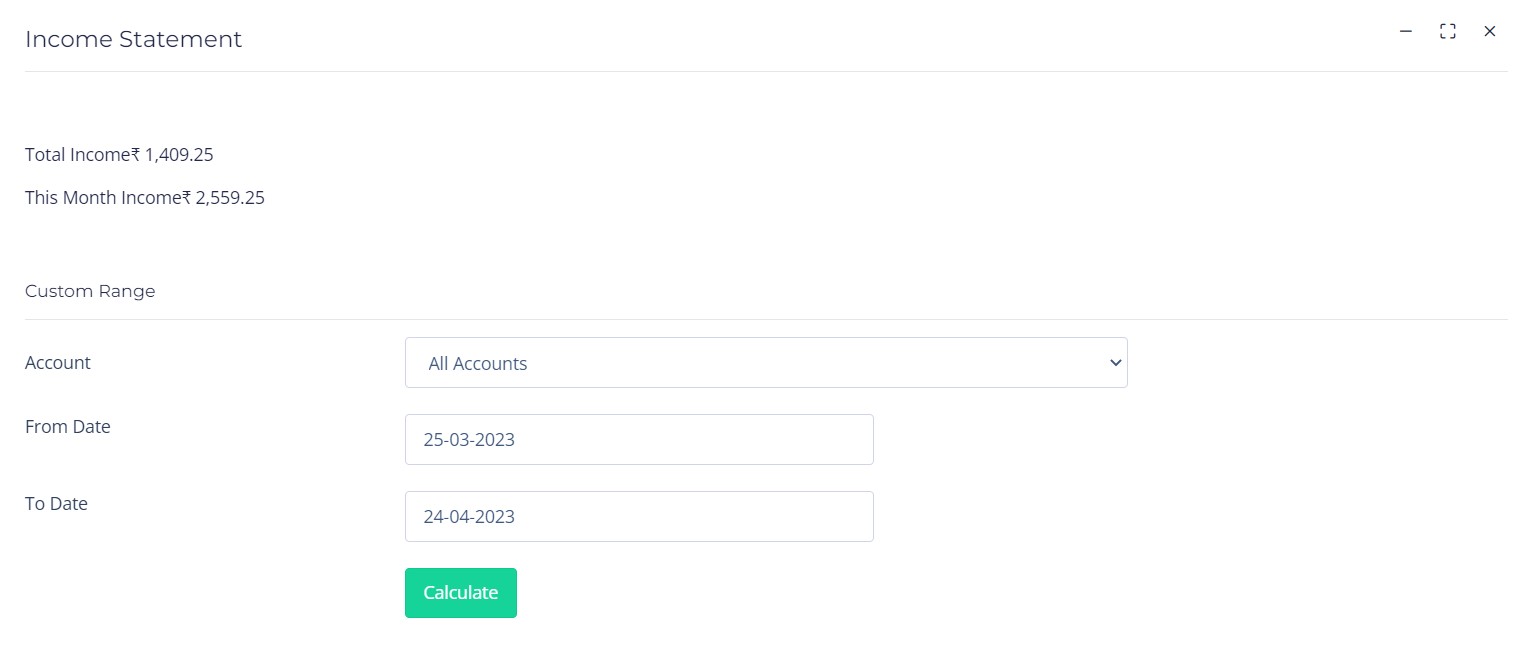 Income Statement
Total Income₹ 1,409.25
This Month Income₹ 2,559.25
Custom Range
Account
All Accounts
From Date
25-03-2023
To Date
24-04-2023
Calculate